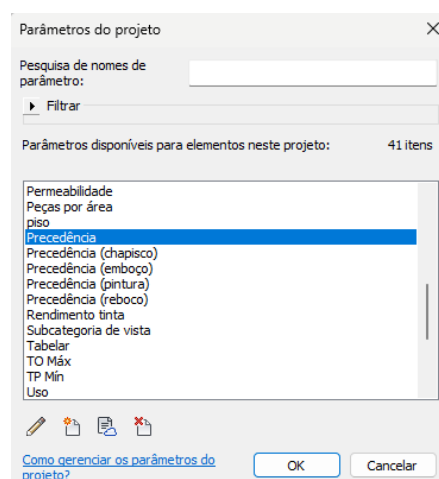 Parâmetros do projeto
Pesquisa de nomes de
parâmetro:
Filtrar
Parâmetros disponíveis para elementos neste projeto: 41 itens
Permeabilidade
Peças por área
piso
Precedência
Precedência (chapisco)
Precedência (emboço)
Precedência (pintura)
Precedência (reboco)
Rendimento tinta
Subcategoria de vista
Tabelar
TO Máx
TP Mín
Uso
Como gerenciar os parâmetros do
projeto?
OK
Cancelar